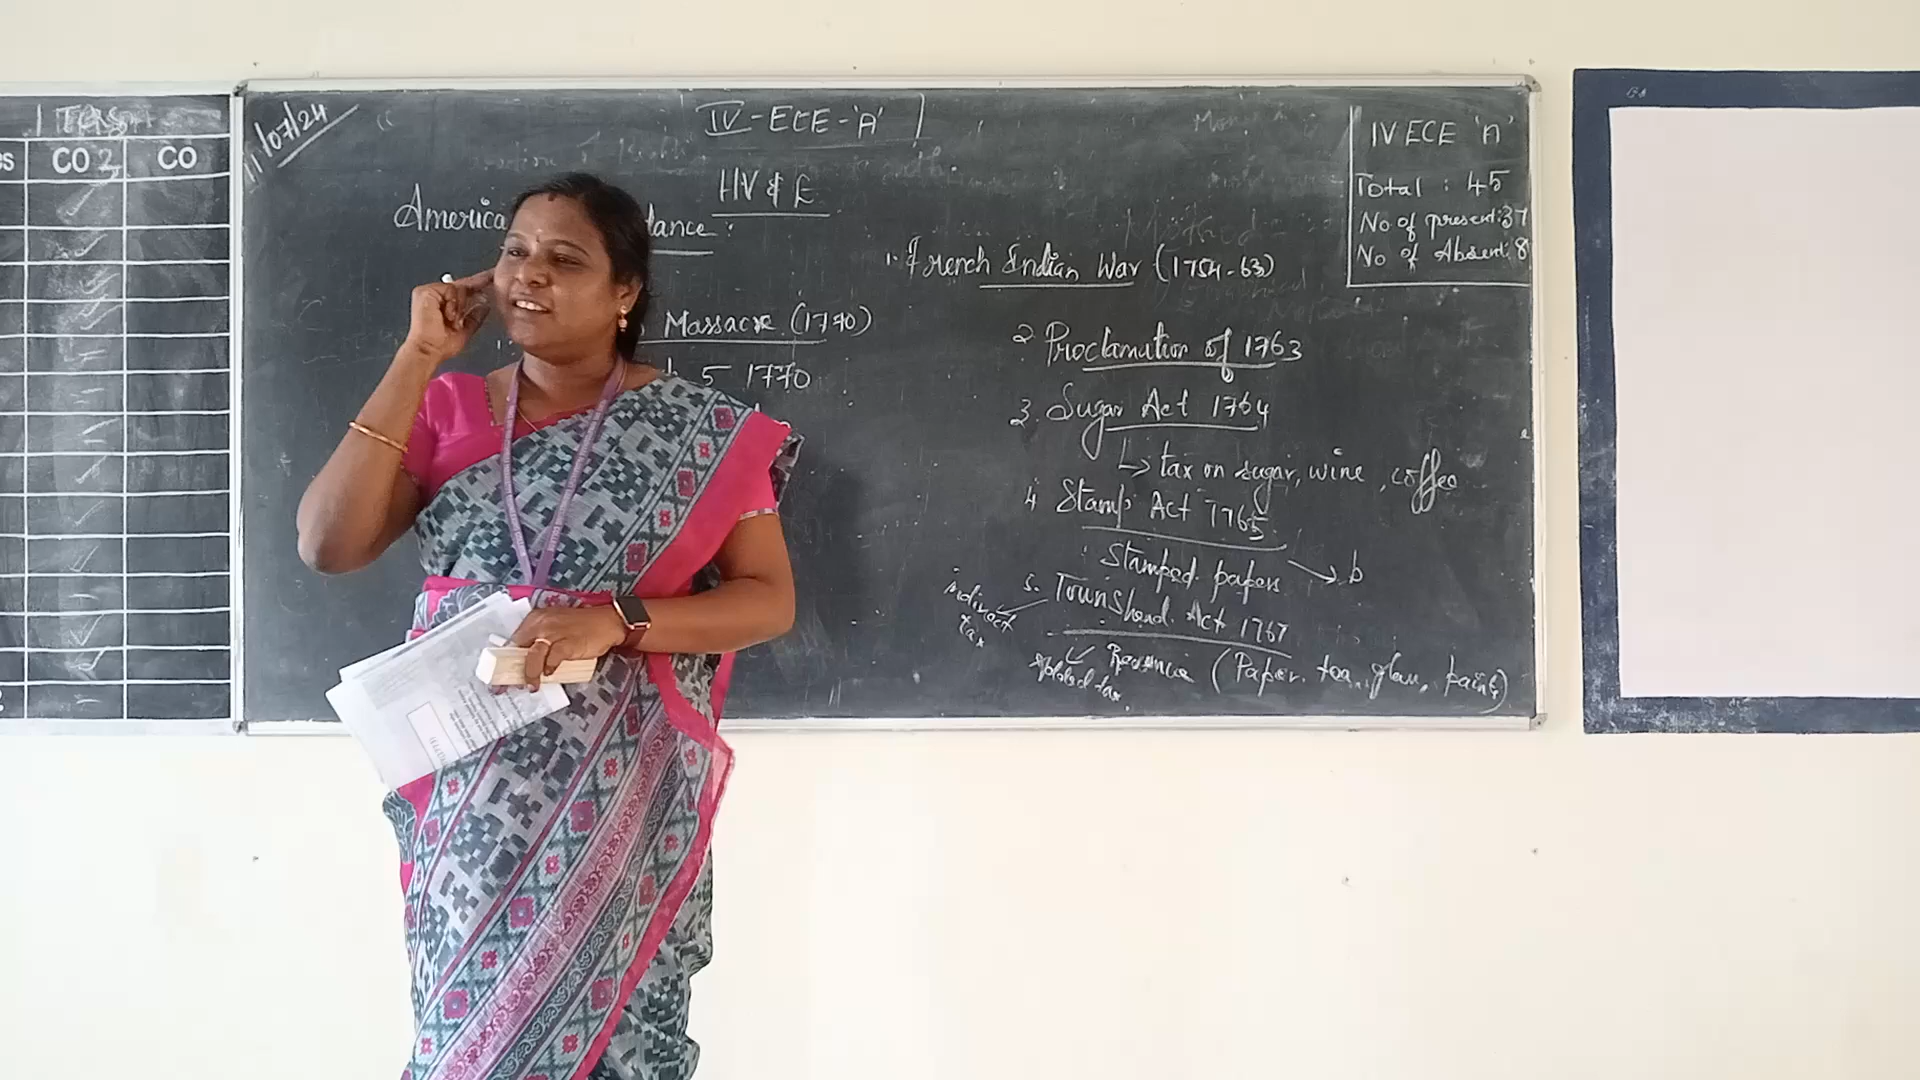 CO 2 CO
11/07/24
IV-ECE-'A'
HV & E
America
tance :
Massacre (1770)
5 1770
1. French Indian War (1754-63)
2 Proclamation of 1763
3. Sugar Act 1764
↳ tax on sugar, wine, coffee
4 Stamp Act 1765
Stamped papers → b
5. Townshend Act 1767
indirect
tax
Revenue (Paper. tea, glass, paint)
IV ECE 'A'
Total : 45
No of present: 37
No of Absent: 8